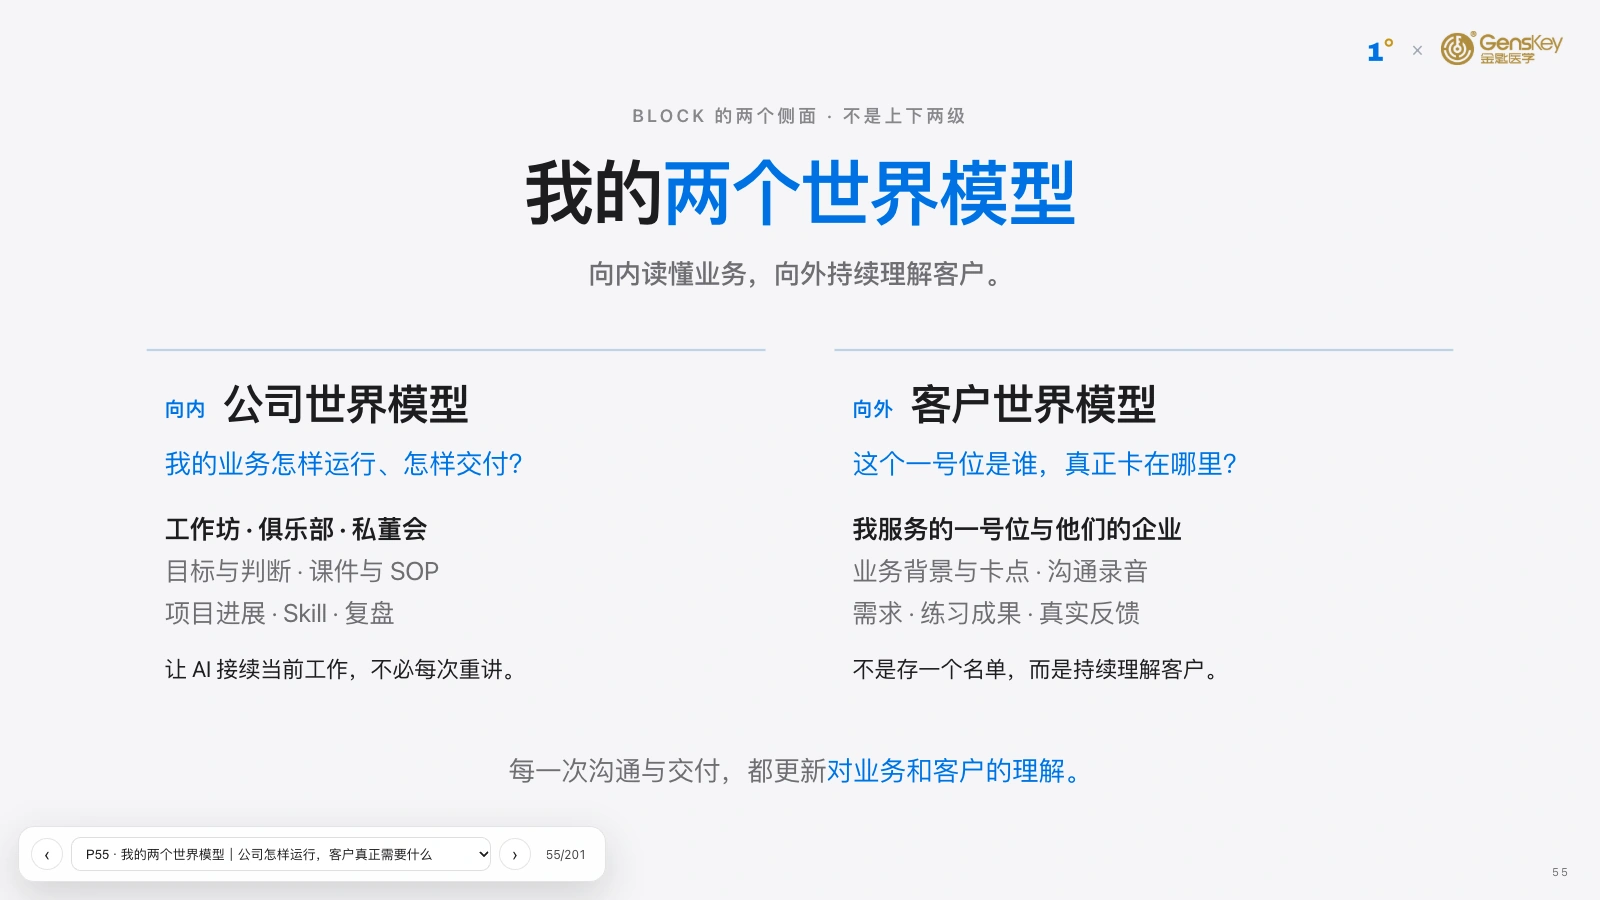 1° × GensKey®
金匙医学
BLOCK 的两个侧面 · 不是上下两级
我的两个世界模型
向内读懂业务，向外持续理解客户。
向内 公司世界模型
我的业务怎样运行、怎样交付?
工作坊 · 俱乐部 · 私董会
目标与判断 · 课件与 SOP
项目进展 · Skill · 复盘
让 AI 接续当前工作，不必每次重讲。
向外 客户世界模型
这个一号位是谁，真正卡在哪里?
我服务的一号位与他们的企业
业务背景与卡点 · 沟通录音
需求 · 练习成果 · 真实反馈
不是存一个名单，而是持续理解客户。
每一次沟通与交付，都更新对业务和客户的理解。
‹ P55 · 我的两个世界模型｜公司怎样运行，客户真正需要什么 › 55/201
55